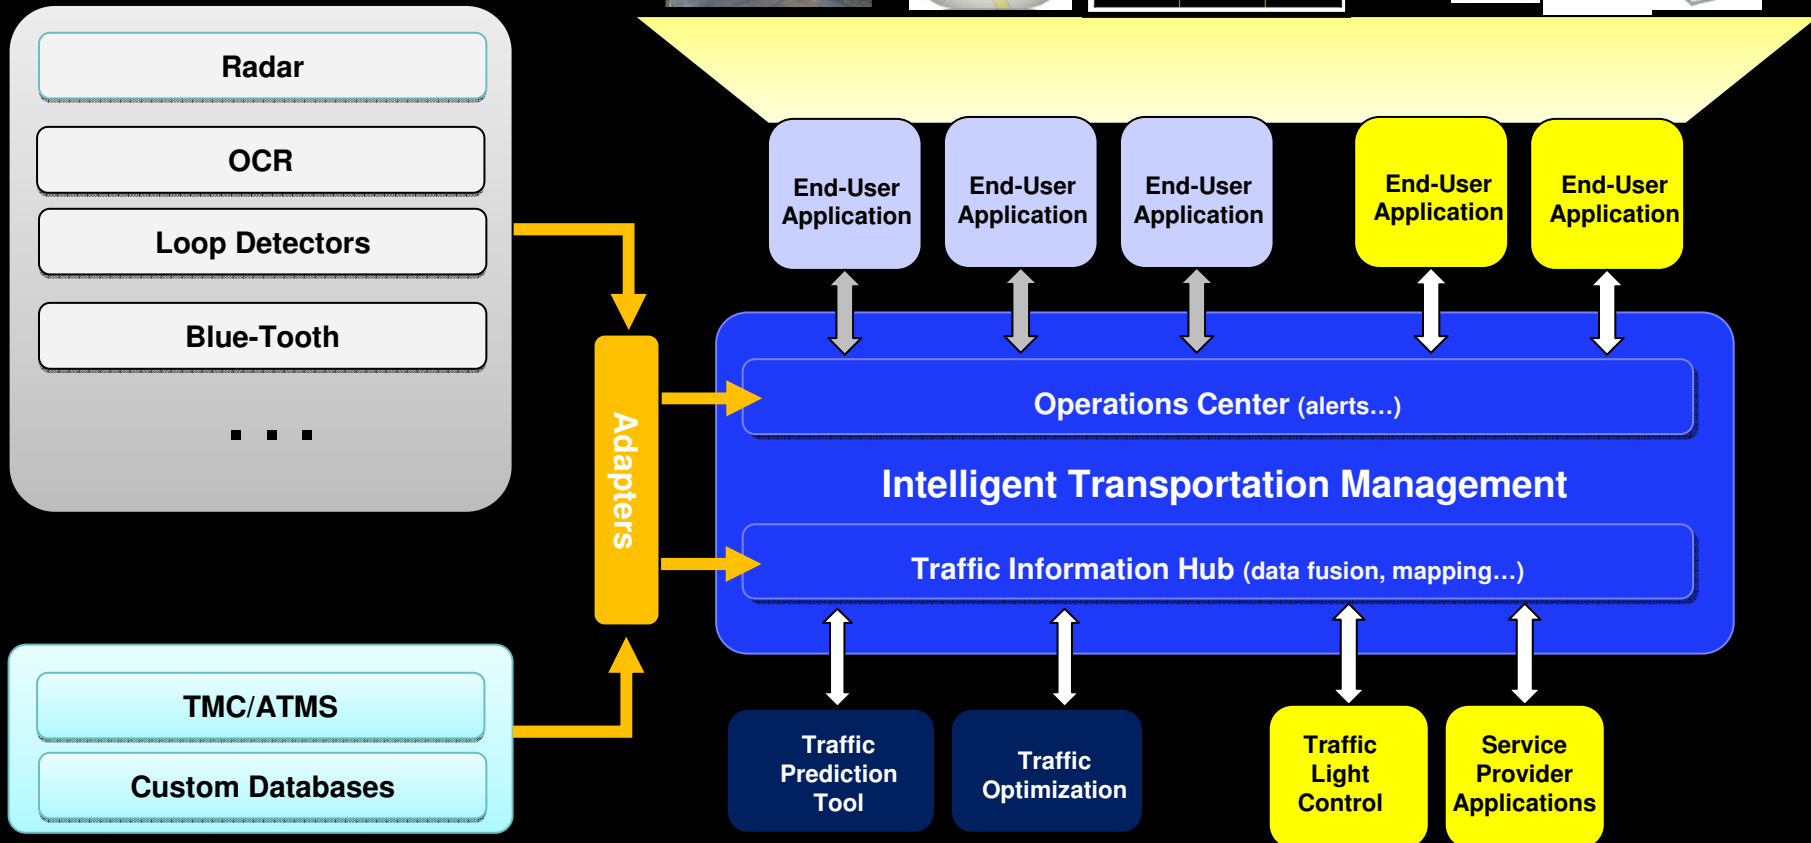 Radar
OCR
Loop Detectors
Blue-Tooth
. . .
TMC/ATMS
Custom Databases
Adapters
End-User
Application
End-User
Application
End-User
Application
End-User
Application
End-User
Application
Operations Center (alerts...)
Intelligent Transportation Management
Traffic Information Hub (data fusion, mapping...)
Traffic
Prediction
Tool
Traffic
Optimization
Traffic
Light
Control
Service
Provider
Applications